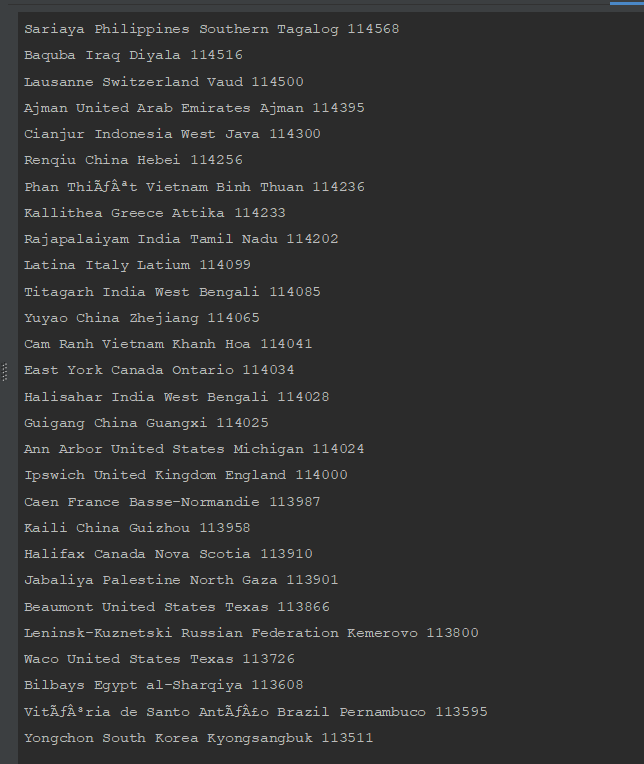 Sariaya Philippines Southern Tagalog 114568
Baquba Iraq Diyala 114516
Lausanne Switzerland Vaud 114500
Ajman United Arab Emirates Ajman 114395
Cianjur Indonesia West Java 114300
Renqiu China Hebei 114256
Phan ThiÃƒÂªt Vietnam Binh Thuan 114236
Kallithea Greece Attika 114233
Rajapalaiyam India Tamil Nadu 114202
Latina Italy Latium 114099
Titagarh India West Bengali 114085
Yuyao China Zhejiang 114065
Cam Ranh Vietnam Khanh Hoa 114041
East York Canada Ontario 114034
Halisahar India West Bengali 114028
Guigang China Guangxi 114025
Ann Arbor United States Michigan 114024
Ipswich United Kingdom England 114000
Caen France Basse-Normandie 113987
Kaili China Guizhou 113958
Halifax Canada Nova Scotia 113910
Jabaliya Palestine North Gaza 113901
Beaumont United States Texas 113866
Leninsk-Kuznetski Russian Federation Kemerovo 113800
Waco United States Texas 113726
Bilbays Egypt al-Sharqiya 113608
VitÃƒÂ³ria de Santo AntÃƒÂ£o Brazil Pernambuco 113595
Yongchon South Korea Kyongsangbuk 113511